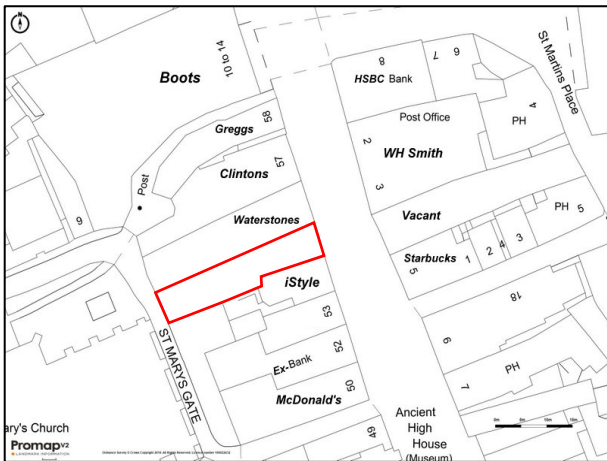 N
10 to 14
Boots
58
Greggs
57
Clintons
Post
9
Waterstones
iStyle
53
52
Ex-Bank
50
McDonald's
49
ST MARYS GATE
ary's Church
8
7
6
HSBC Bank
St Martins Place
Post Office
2
WH Smith
3
4
PH
Vacant
Starbucks
5
1
2
4
3
PH
5
18
6
7
PH
Ancient
High
House
(Museum)
Promap V2
LANDMARK INFORMATION